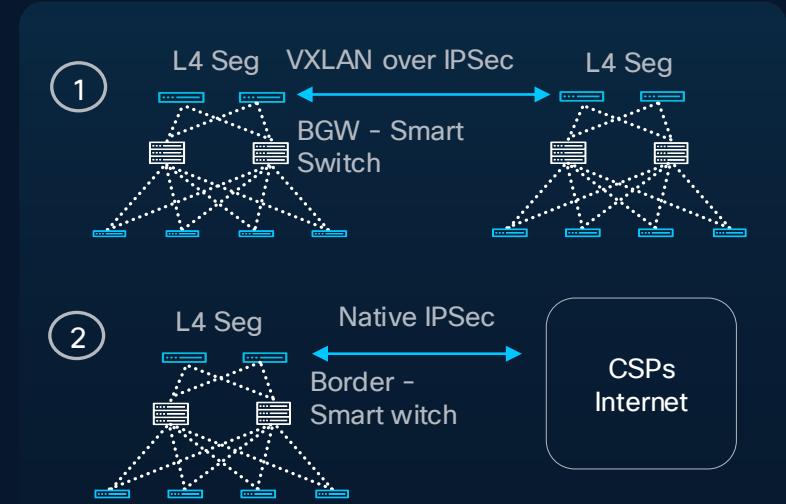 L4 Seg
VXLAN over IPSec
L4 Seg
1
BGW - Smart
Switch
2
L4 Seg
Native IPSec
Border -
Smart witch
CSPs
Internet